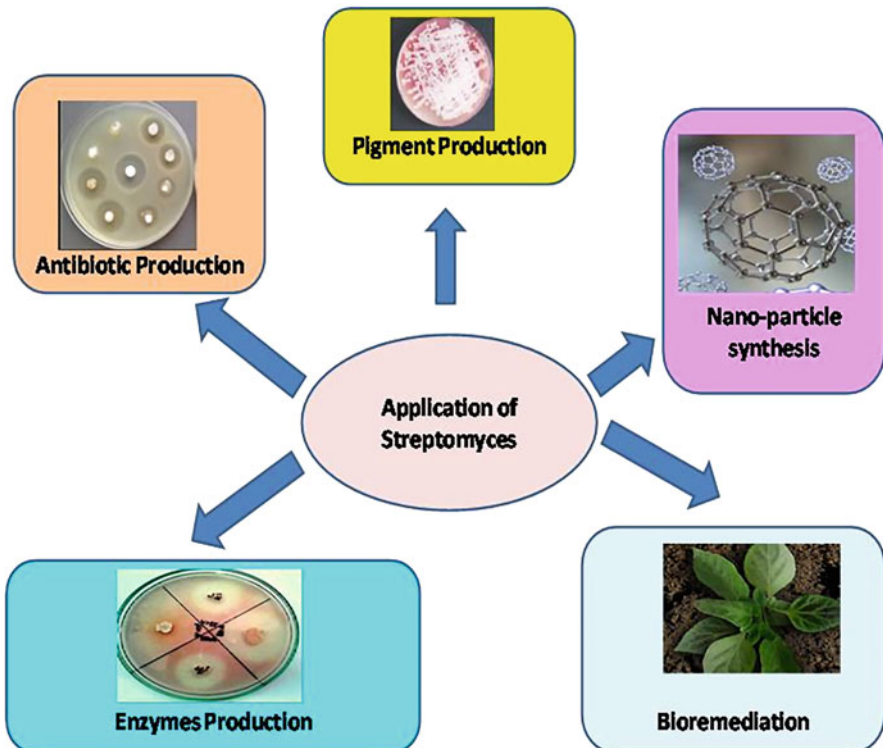 Pigment Production
Antibiotic Production
Nano-particle
synthesis
Application of
Streptomyces
Enzymes Production
Bioremediation